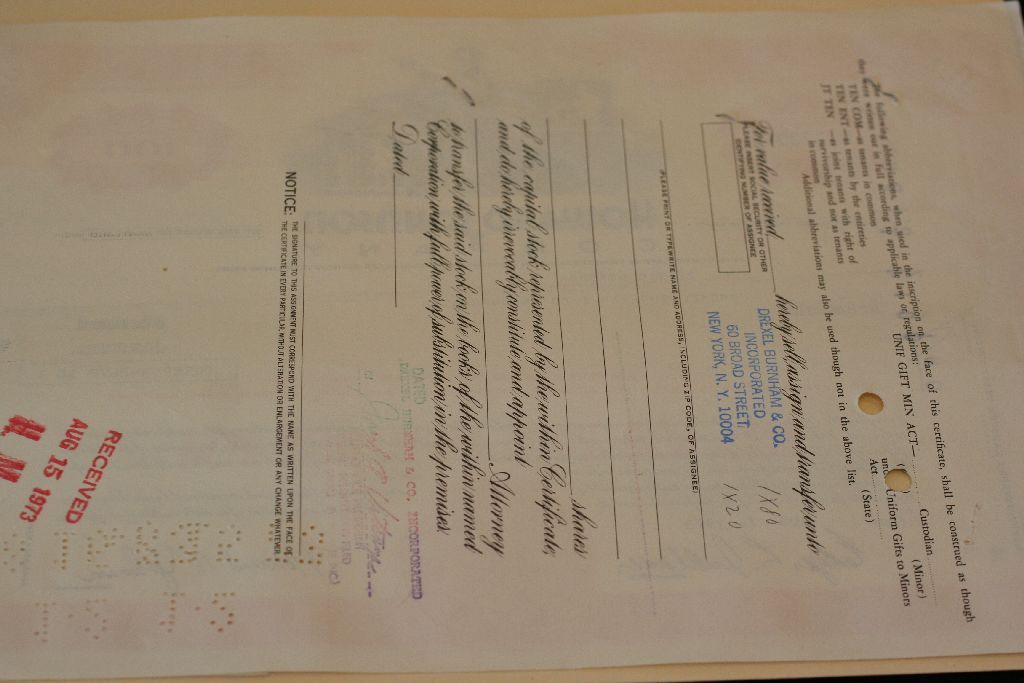 The following abbreviations, when used in the inscription on the face of this certificate, shall be construed as though
they were written out in full according to applicable laws or regulations:
TEN COM—as tenants in common
TEN ENT—as tenants by the entireties
JT TEN —as joint tenants with right of
survivorship and not as tenants
in common
UNIF GIFT MIN ACT— Custodian
(Minor)
under Uniform Gifts to Minors
Act
(State)
Additional abbreviations may also be used though not in the above list.
For value received, hereby sell, assign and transfer unto
PLEASE INSERT SOCIAL SECURITY OR OTHER
IDENTIFYING NUMBER OF ASSIGNEE
DREXEL BURNHAM & CO.
INCORPORATED
60 BROAD STREET
NEW YORK, N. Y. 10004
1X80
1X20
(PLEASE PRINT OR TYPEWRITE NAME AND ADDRESS, INCLUDING ZIP CODE, OF ASSIGNEE)
shares
of the capital stock represented by the within Certificate,
and do hereby irrevocably constitute and appoint
Attorney
to transfer the said stock on the books of the within named
Corporation with full power of substitution in the premises.
Dated
DATED
DREXEL BURNHAM & CO. INCORPORATED
NOTICE: THE SIGNATURE TO THIS ASSIGNMENT MUST CORRESPOND WITH THE NAME AS WRITTEN UPON THE FACE OF
THE CERTIFICATE IN EVERY PARTICULAR, WITHOUT ALTERATION OR ENLARGEMENT OR ANY CHANGE WHATEVER.
RECEIVED
AUG 15 1973